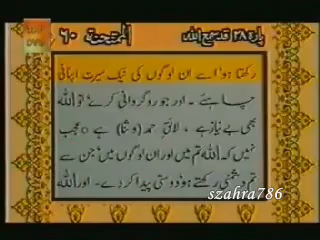 پارہ ٢٨ قد سمع اللہ الممتحنة ٦٠
رکھتا ہو اسے ان لوگوں کی نیک سیرت اپنانی
چاہیئے ۔ اور جو روگردانی کرے تو اللہ
بھی بے نیاز ہے ، لائقِ حمد (و ثنا) ہے ○ عجب
نہیں کہ اللہ تم میں اور ان لوگوں میں جن سے
تم دشمنی رکھتے ہو دوستی پیدا کر دے ۔ اور اللہ
szahra786